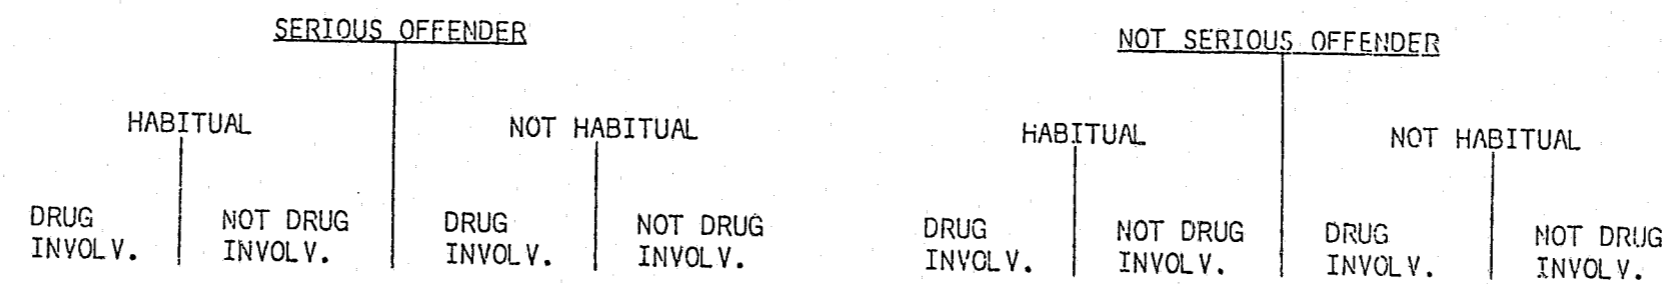 SERIOUS OFFENDER
NOT SERIOUS OFFENDER
HABITUAL
NOT HABITUAL
HABITUAL
NOT HABITUAL
DRUG
INVOLV.
NOT DRUG
INVOLV.
DRUG
INVOLV.
NOT DRUG
INVOLV.
DRUG
INVOLV.
NOT DRUG
INVOLV.
DRUG
INVOLV.
NOT DRUG
INVOLV.